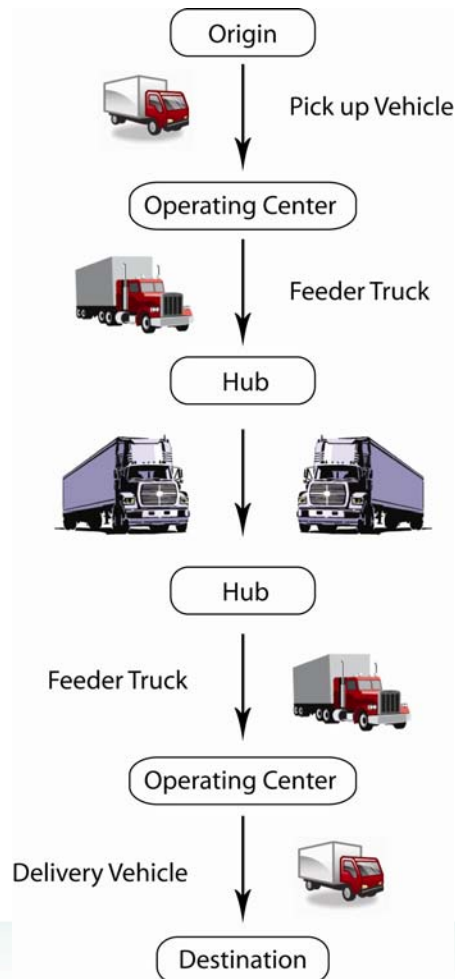 Origin
Pick up Vehicle
Operating Center
Feeder Truck
Hub
Hub
Feeder Truck
Operating Center
Delivery Vehicle
Destination